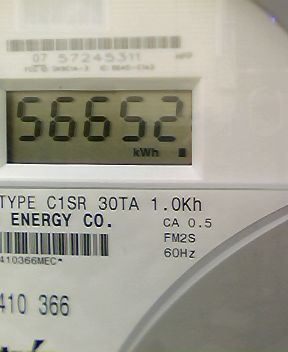 07 57245311
56652
kWh
TYPE C1SR 30TA 1.0Kh
ENERGY CO.
CA 0.5
FM2S
60Hz
410366MEC*
410 366